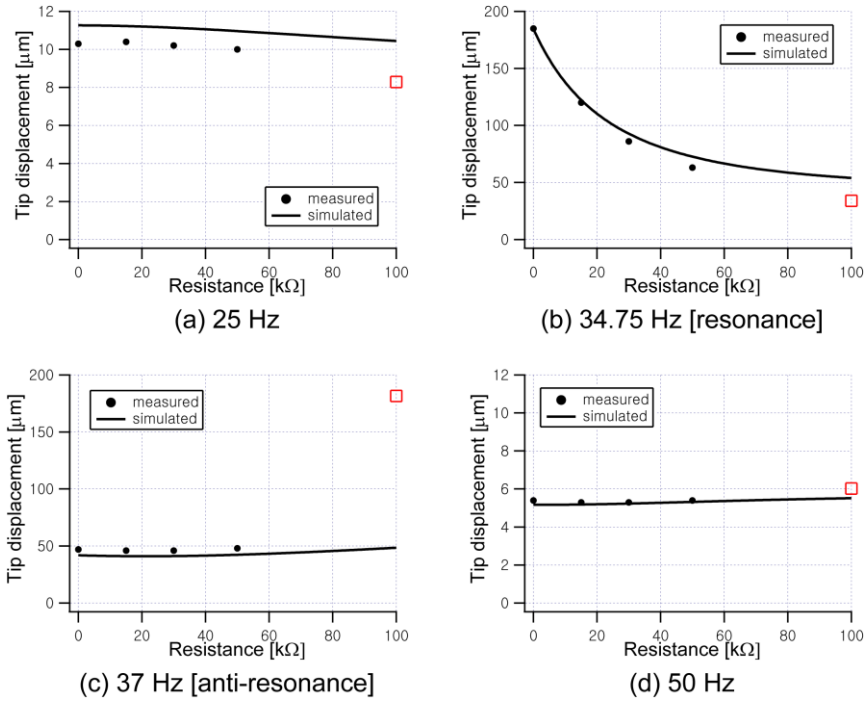 Tip displacement [μm]
12
10
8
6
4
2
0
measured
simulated
0 20 40 60 80 100
Resistance [kΩ]
(a) 25 Hz
Tip displacement [μm]
200
150
100
50
0
measured
simulated
0 20 40 60 80 100
Resistance [kΩ]
(b) 34.75 Hz [resonance]
Tip displacement [μm]
200
150
100
50
0
measured
simulated
0 20 40 60 80 100
Resistance [kΩ]
(c) 37 Hz [anti-resonance]
Tip displacement [μm]
12
10
8
6
4
2
0
measured
simulated
0 20 40 60 80 100
Resistance [kΩ]
(d) 50 Hz